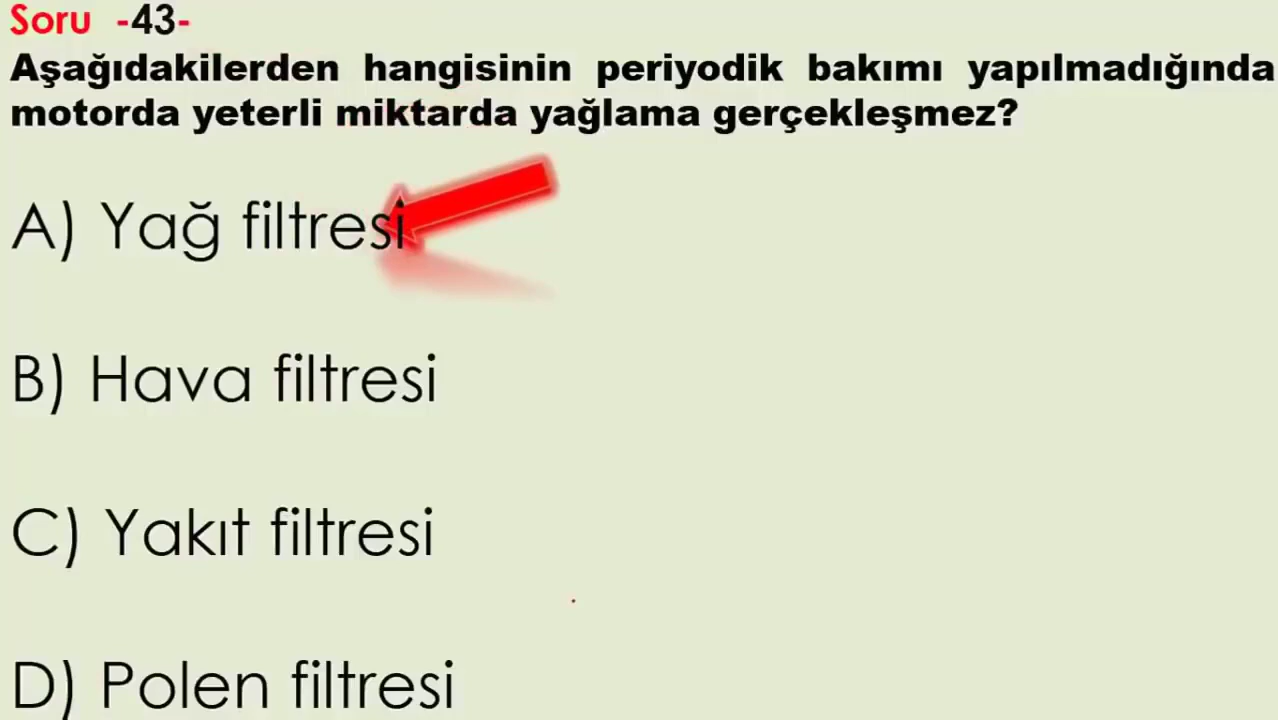 Soru -43-
Aşağıdakilerden hangisinin periyodik bakımı yapılmadığında
motorda yeterli miktarda yağlama gerçekleşmez?
A) Yağ filtresi
B) Hava filtresi
C) Yakıt filtresi
D) Polen filtresi